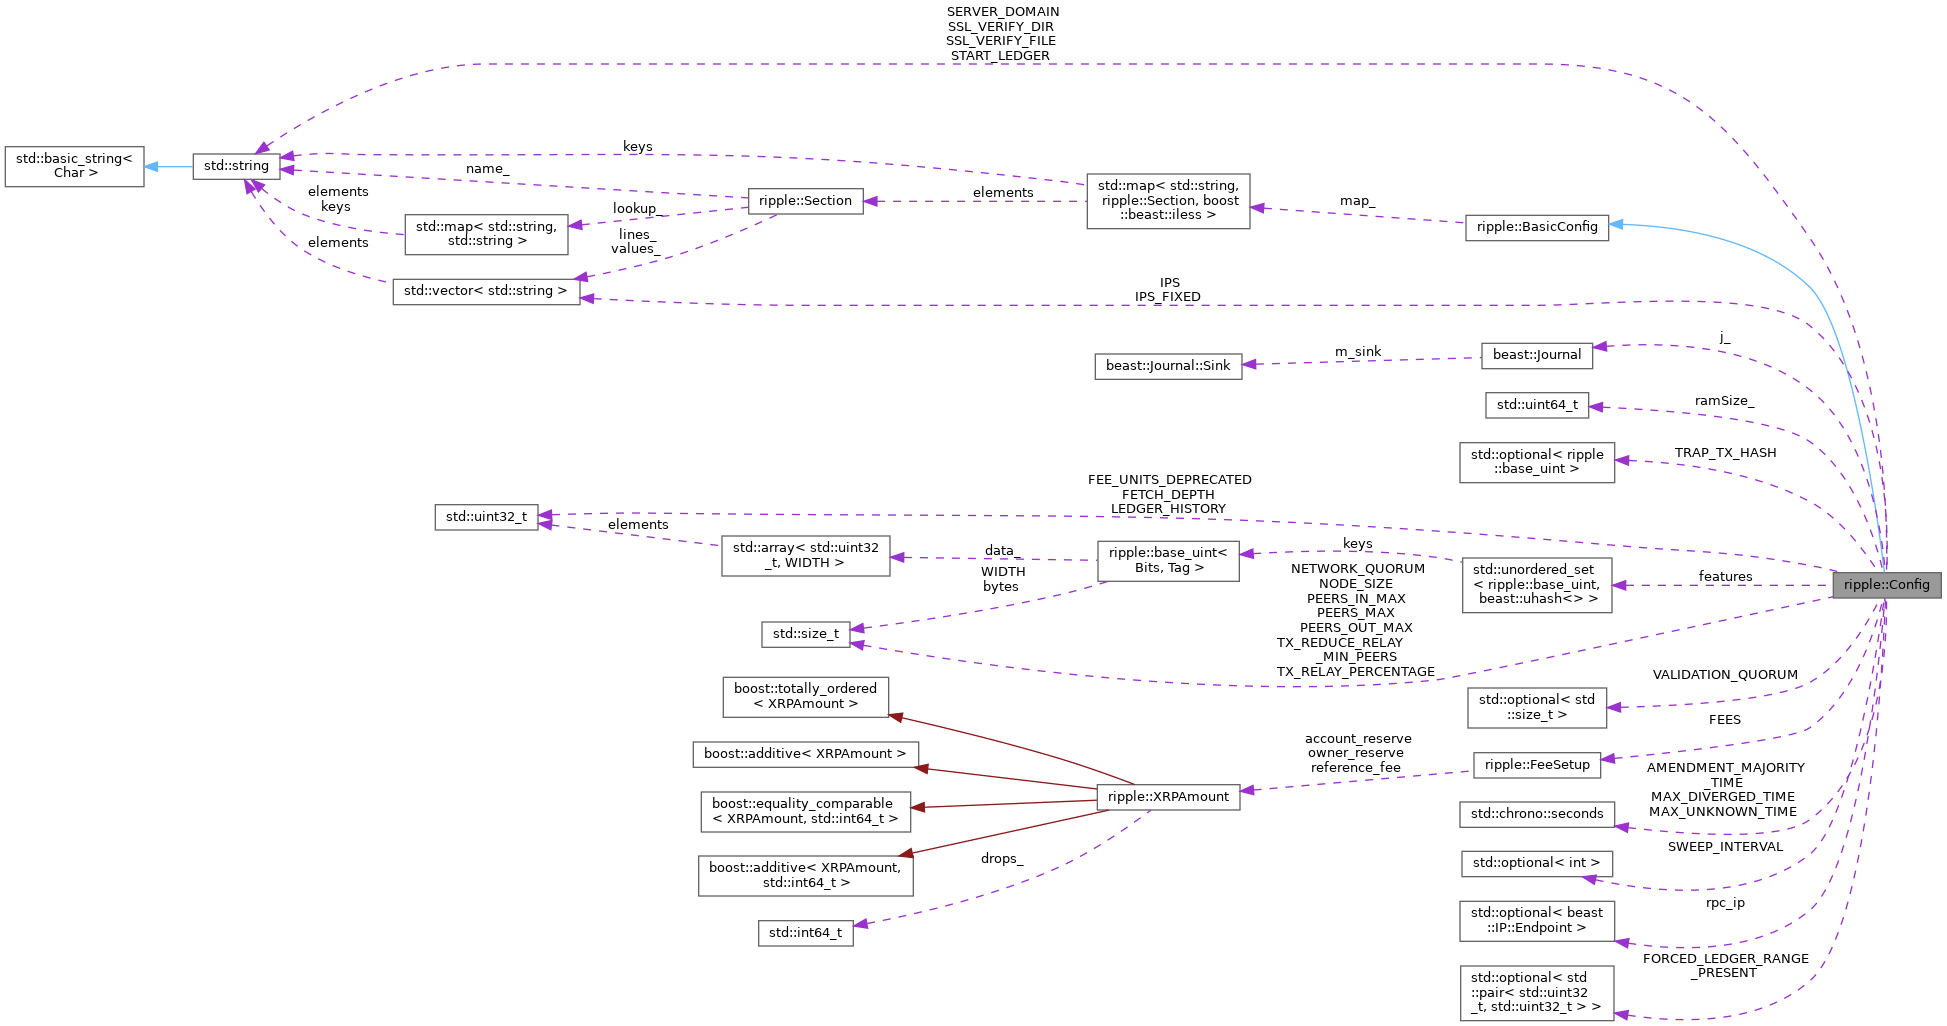 SERVER_DOMAIN
SSL_VERIFY_DIR
SSL_VERIFY_FILE
START_LEDGER
std::basic_string<
Char >
std::string
keys
name_
elements
keys
elements
std::map< std::string,
std::string >
std::vector< std::string >
lookup_
lines_
values_
ripple::Section
elements
std::map< std::string,
ripple::Section, boost
::beast::iless >
map_
ripple::BasicConfig
IPS
IPS_FIXED
beast::Journal::Sink
m_sink
beast::Journal
j_
std::uint64_t
ramSize_
std::optional< ripple
::base_uint >
TRAP_TX_HASH
FEE_UNITS_DEPRECATED
FETCH_DEPTH
LEDGER_HISTORY
std::uint32_t
elements
std::array< std::uint32
_t, WIDTH >
data_
WIDTH
bytes
ripple::base_uint<
Bits, Tag >
keys
std::unordered_set
< ripple::base_uint,
beast::uhash<> >
features
ripple::Config
std::size_t
NETWORK_QUORUM
NODE_SIZE
PEERS_IN_MAX
PEERS_MAX
PEERS_OUT_MAX
TX_REDUCE_RELAY
_MIN_PEERS
TX_RELAY_PERCENTAGE
std::optional< std
::size_t >
VALIDATION_QUORUM
boost::totally_ordered
< XRPAmount >
boost::additive< XRPAmount >
boost::equality_comparable
< XRPAmount, std::int64_t >
boost::additive< XRPAmount,
std::int64_t >
std::int64_t
drops_
ripple::XRPAmount
account_reserve
owner_reserve
reference_fee
ripple::FeeSetup
FEES
std::chrono::seconds
AMENDMENT_MAJORITY
_TIME
MAX_DIVERGED_TIME
MAX_UNKNOWN_TIME
std::optional< int >
SWEEP_INTERVAL
std::optional< beast
::IP::Endpoint >
rpc_ip
std::optional< std
::pair< std::uint32
_t, std::uint32_t > >
FORCED_LEDGER_RANGE
_PRESENT